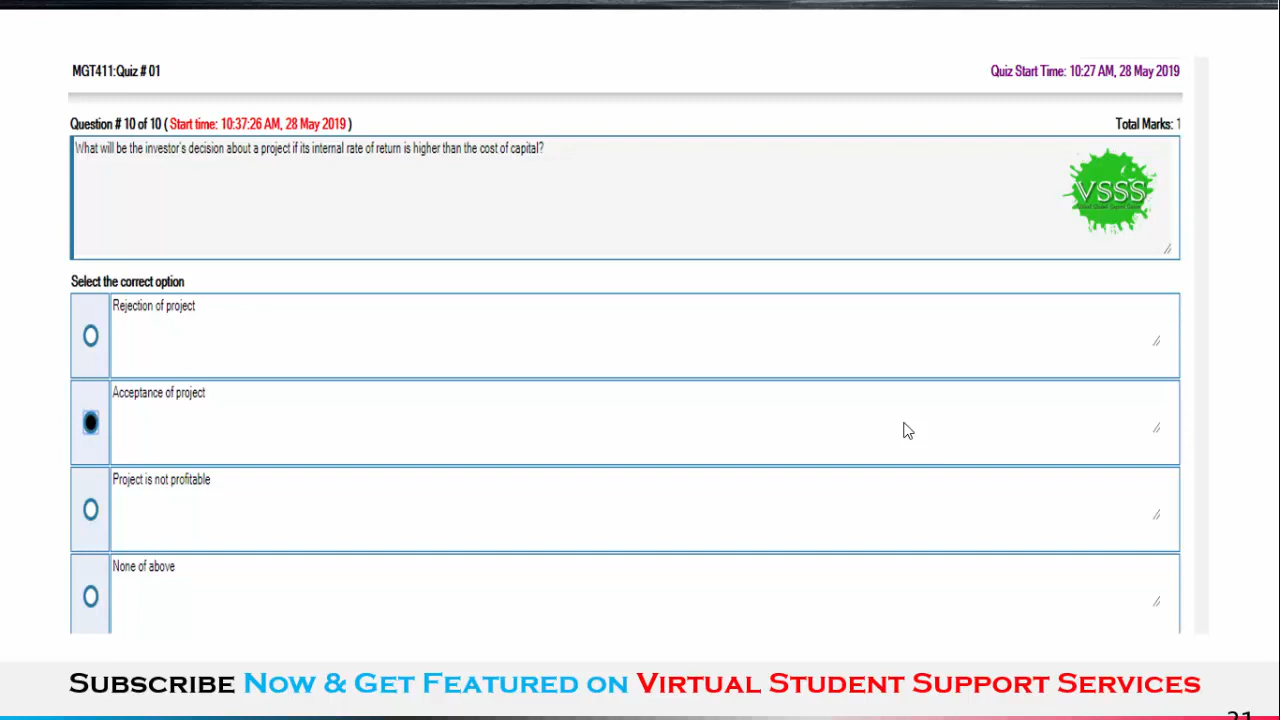 MGT411:Quiz # 01
Quiz Start Time: 10:27 AM, 28 May 2019
Question # 10 of 10 ( Start time: 10:37:26 AM, 28 May 2019 )
Total Marks: 1
What will be the investor's decision about a project if its internal rate of return is higher than the cost of capital?
VSSS
Select the correct option
Rejection of project
Acceptance of project
Project is not profitable
None of above
SUBSCRIBE NOW & GET FEATURED ON VIRTUAL STUDENT SUPPORT SERVICES